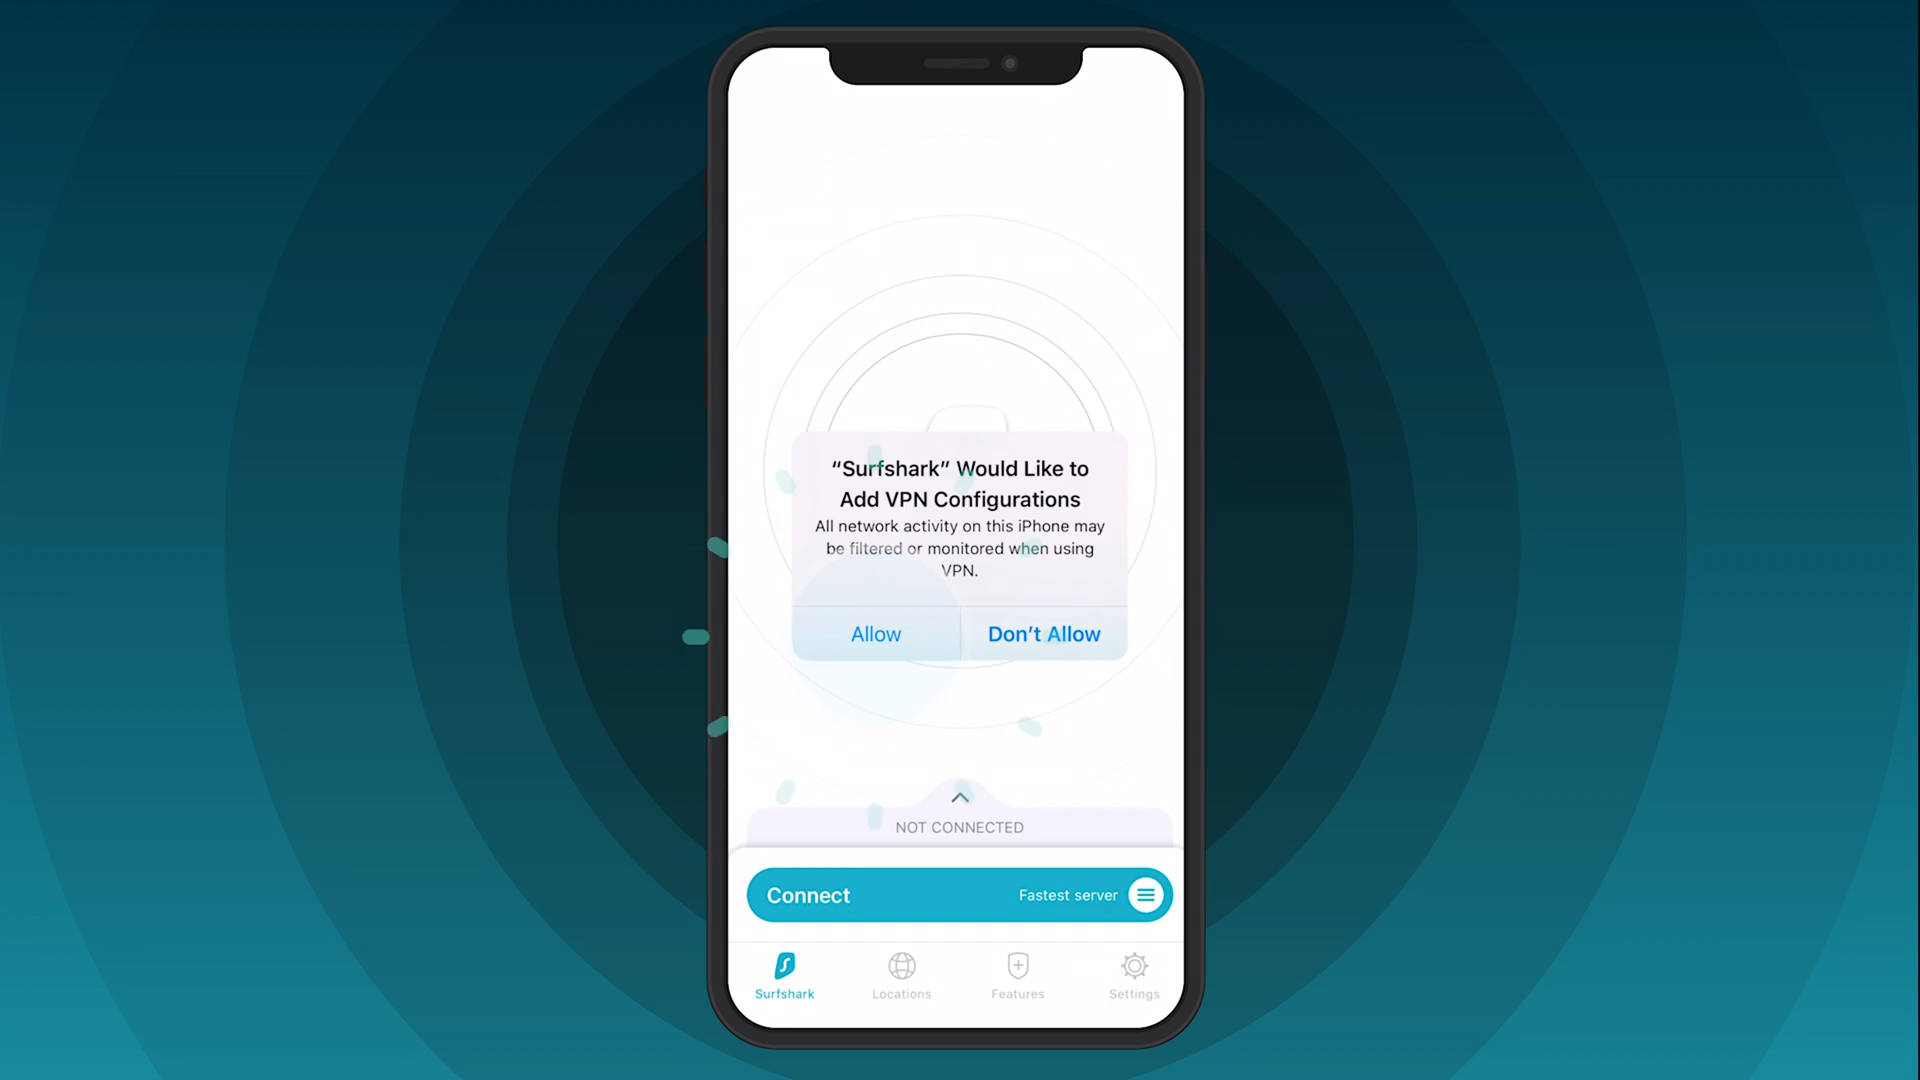 “Surfshark” Would Like to
Add VPN Configurations
All network activity on this iPhone may
be filtered or monitored when using
VPN.
Allow
Don’t Allow
NOT CONNECTED
Connect
Fastest server
Surfshark
Locations
Features
Settings